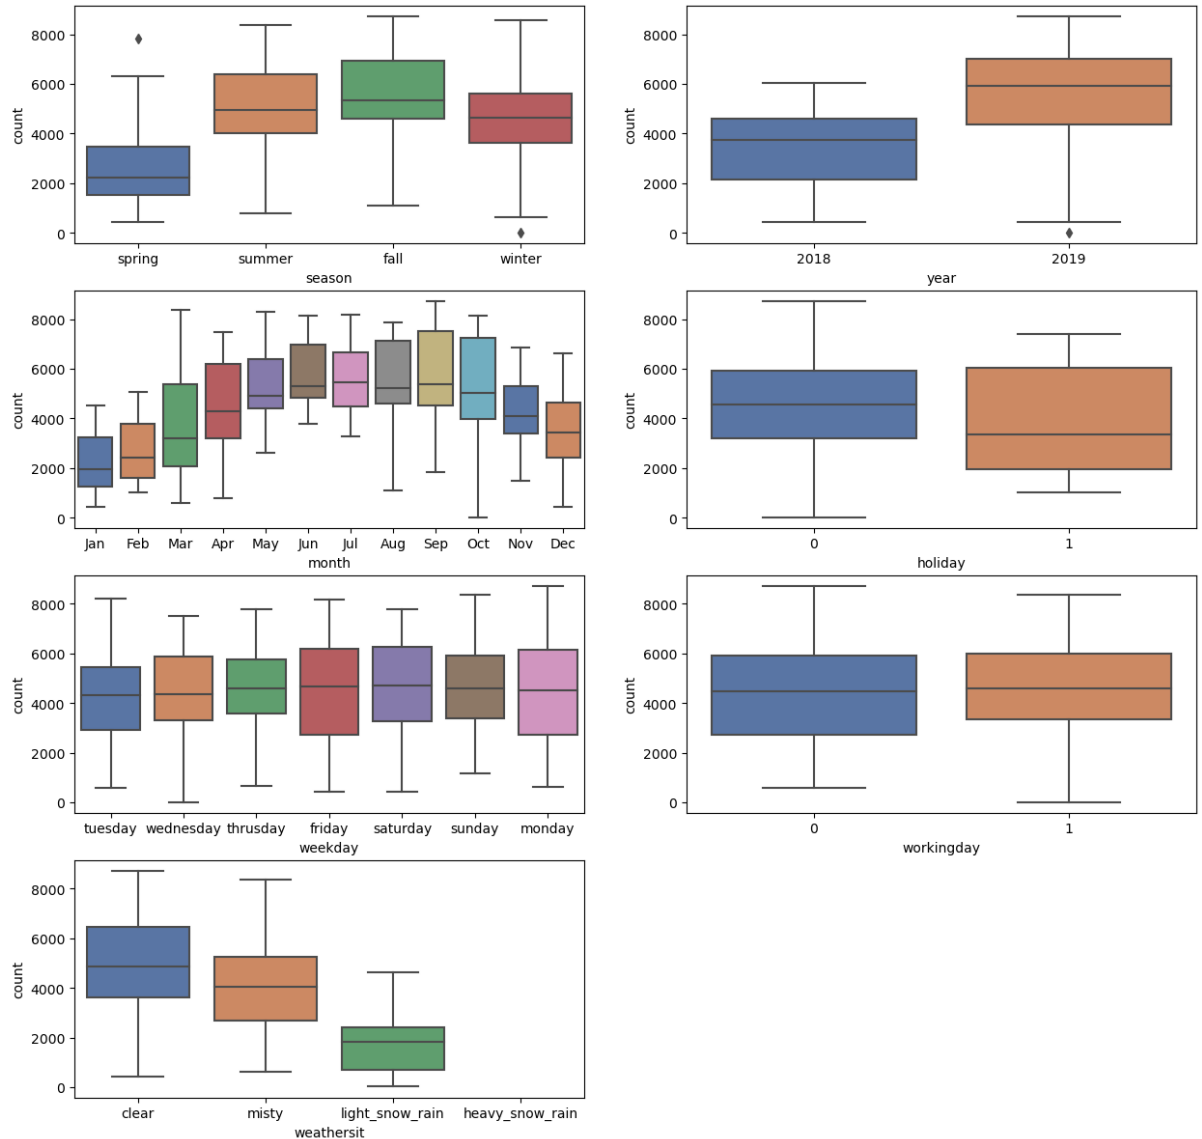 8000
6000
4000
2000
0
count
spring summer fall winter
season
8000
6000
4000
2000
0
count
2018 2019
year
8000
6000
4000
2000
0
count
Jan Feb Mar Apr May Jun Jul Aug Sep Oct Nov Dec
month
8000
6000
4000
2000
0
count
0 1
holiday
8000
6000
4000
2000
0
count
tuesday wednesday thrusday friday saturday sunday monday
weekday
8000
6000
4000
2000
0
count
0 1
workingday
8000
6000
4000
2000
0
count
clear misty light_snow_rain heavy_snow_rain
weathersit